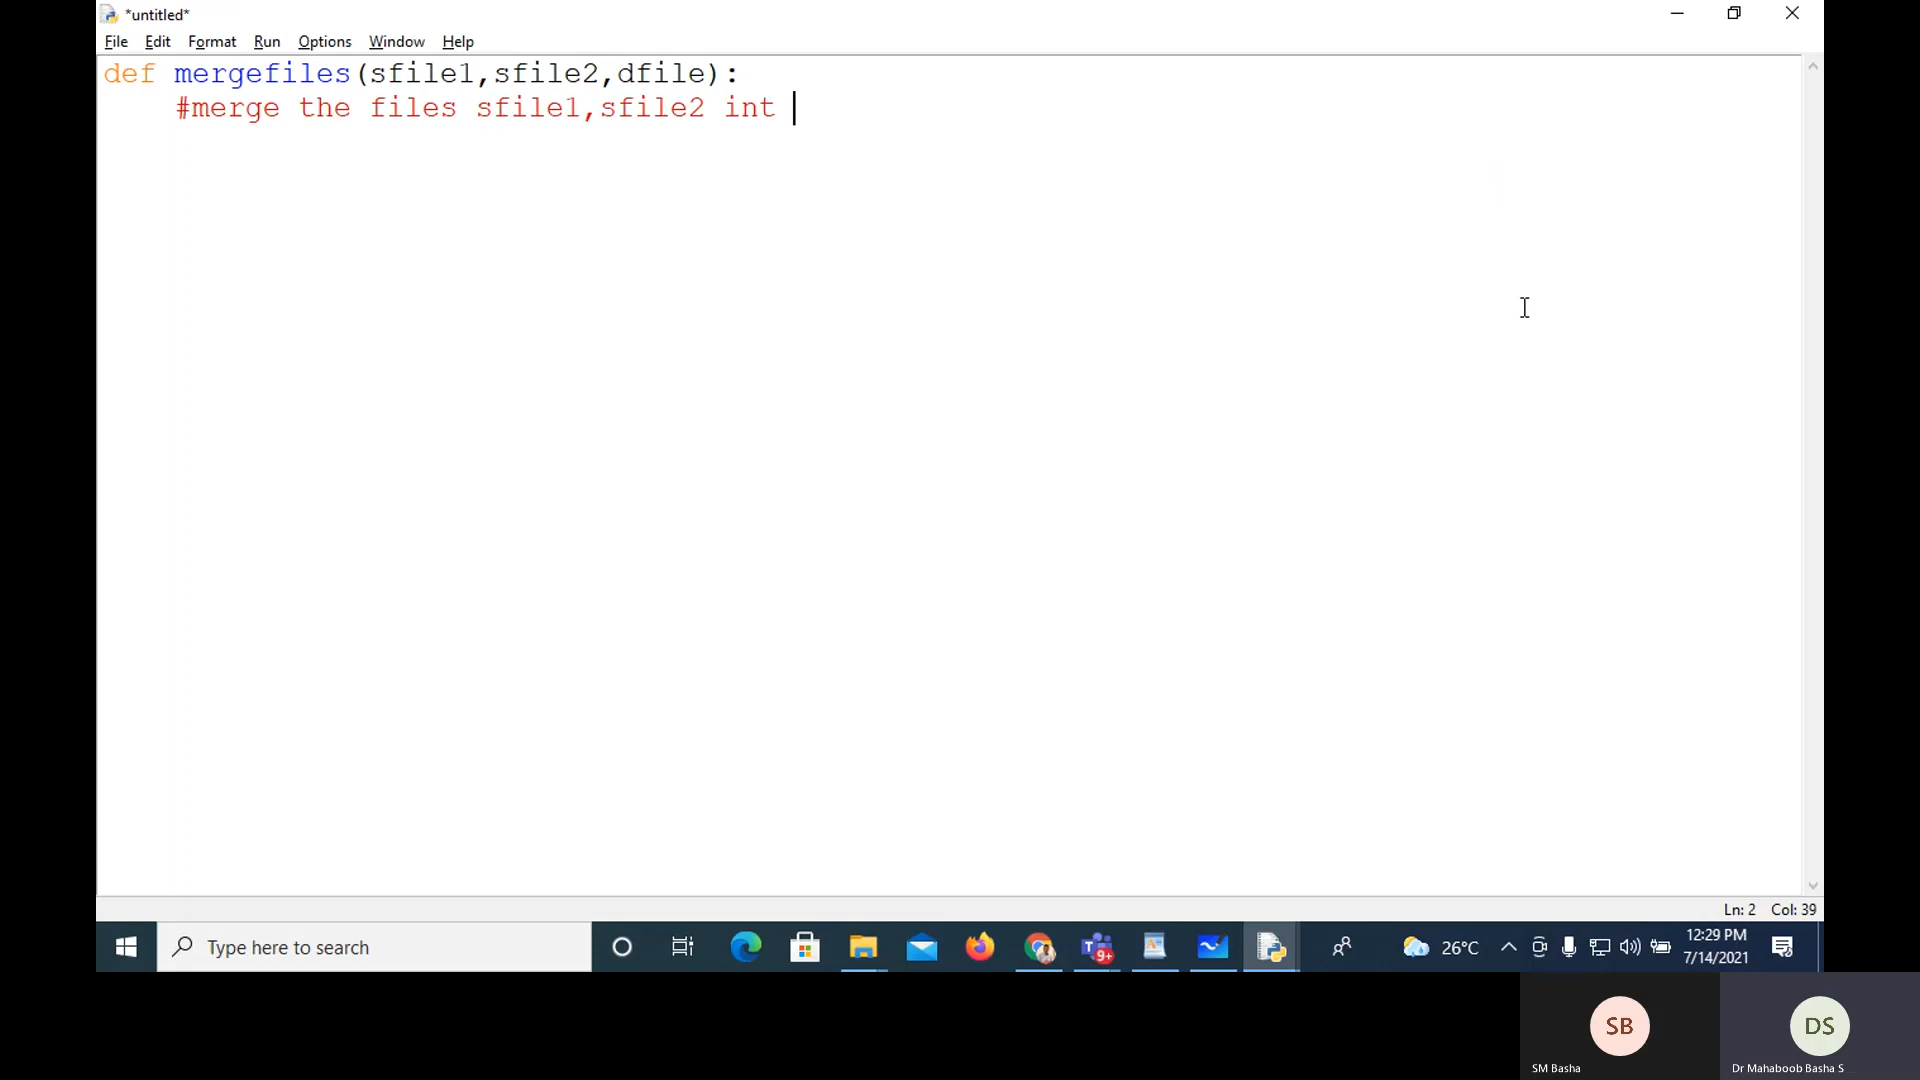 *untitled*
File Edit Format Run Options Window Help
def mergefiles(sfile1,sfile2,dfile):
#merge the files sfile1,sfile2 int
Ln: 2 Col: 39
Type here to search
9+
26°C
12:29 PM
7/14/2021
SB
DS
SM Basha
Dr Mahaboob Basha S